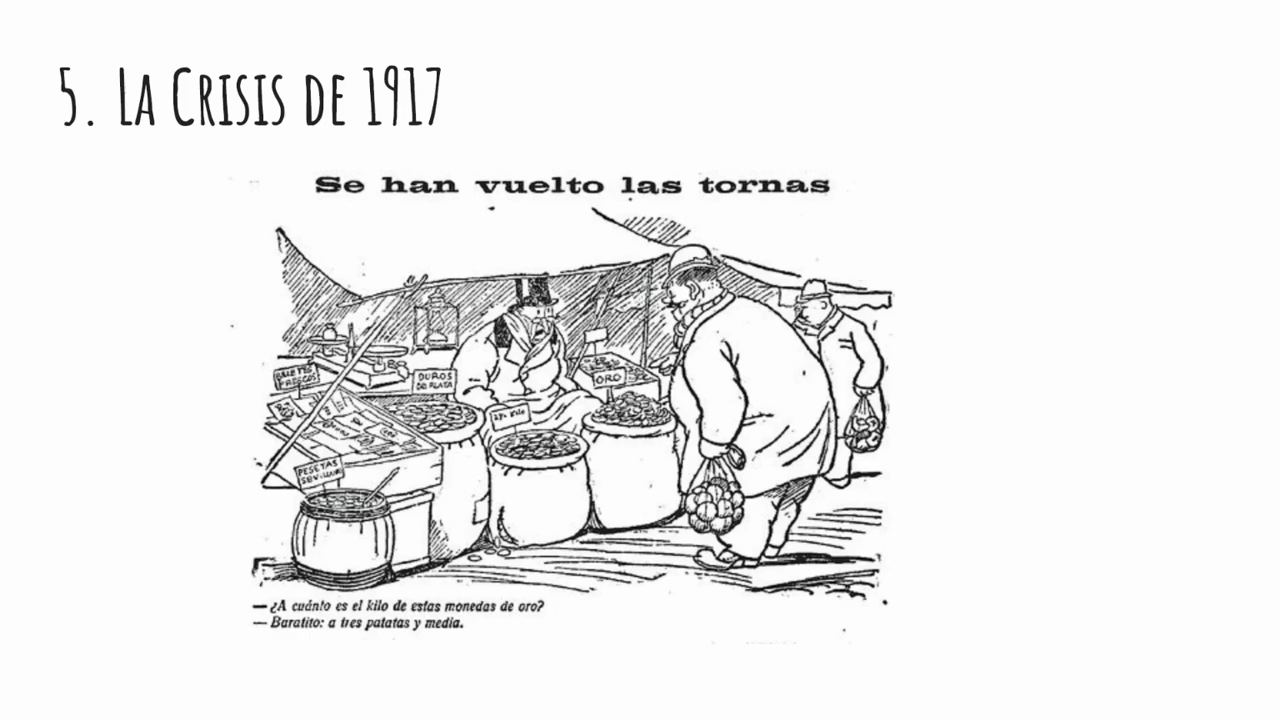 5. La Crisis de 1917
Se han vuelto las tornas
BILLETES
FRESCOS
DUROS
DE PLATA
ORO
Kilo
PESETAS
— ¿A cuánto es el kilo de estas monedas de oro?
— Baratito: a tres patatas y media.